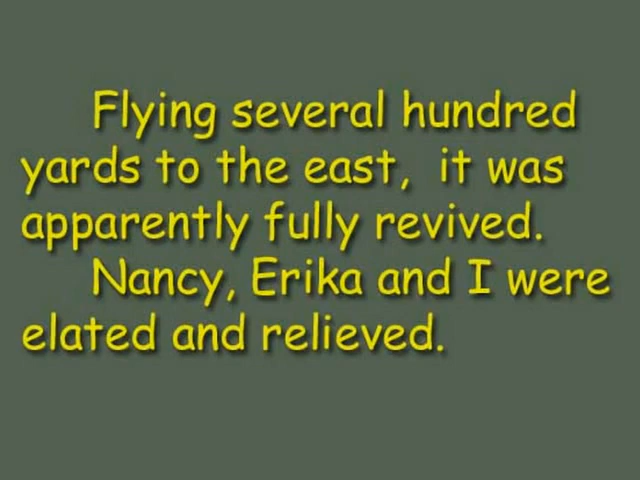 Flying several hundred
yards to the east,  it was
apparently fully revived.
Nancy, Erika and I were
elated and relieved.